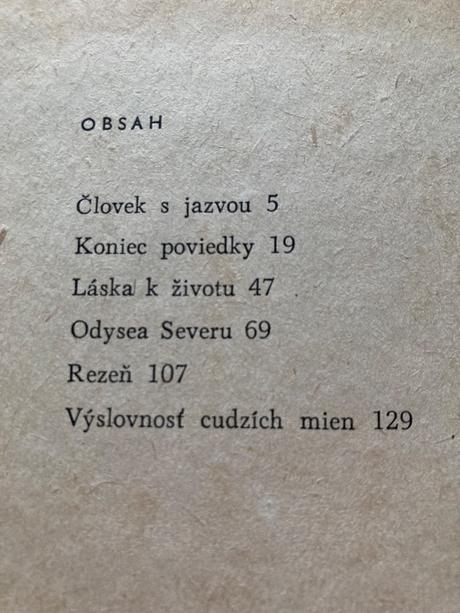 OBSAH
Človek s jazvou 5
Koniec poviedky 19
Láska k životu 47
Odysea Severu 69
Rezeň 107
Výslovnosť cudzích mien 129